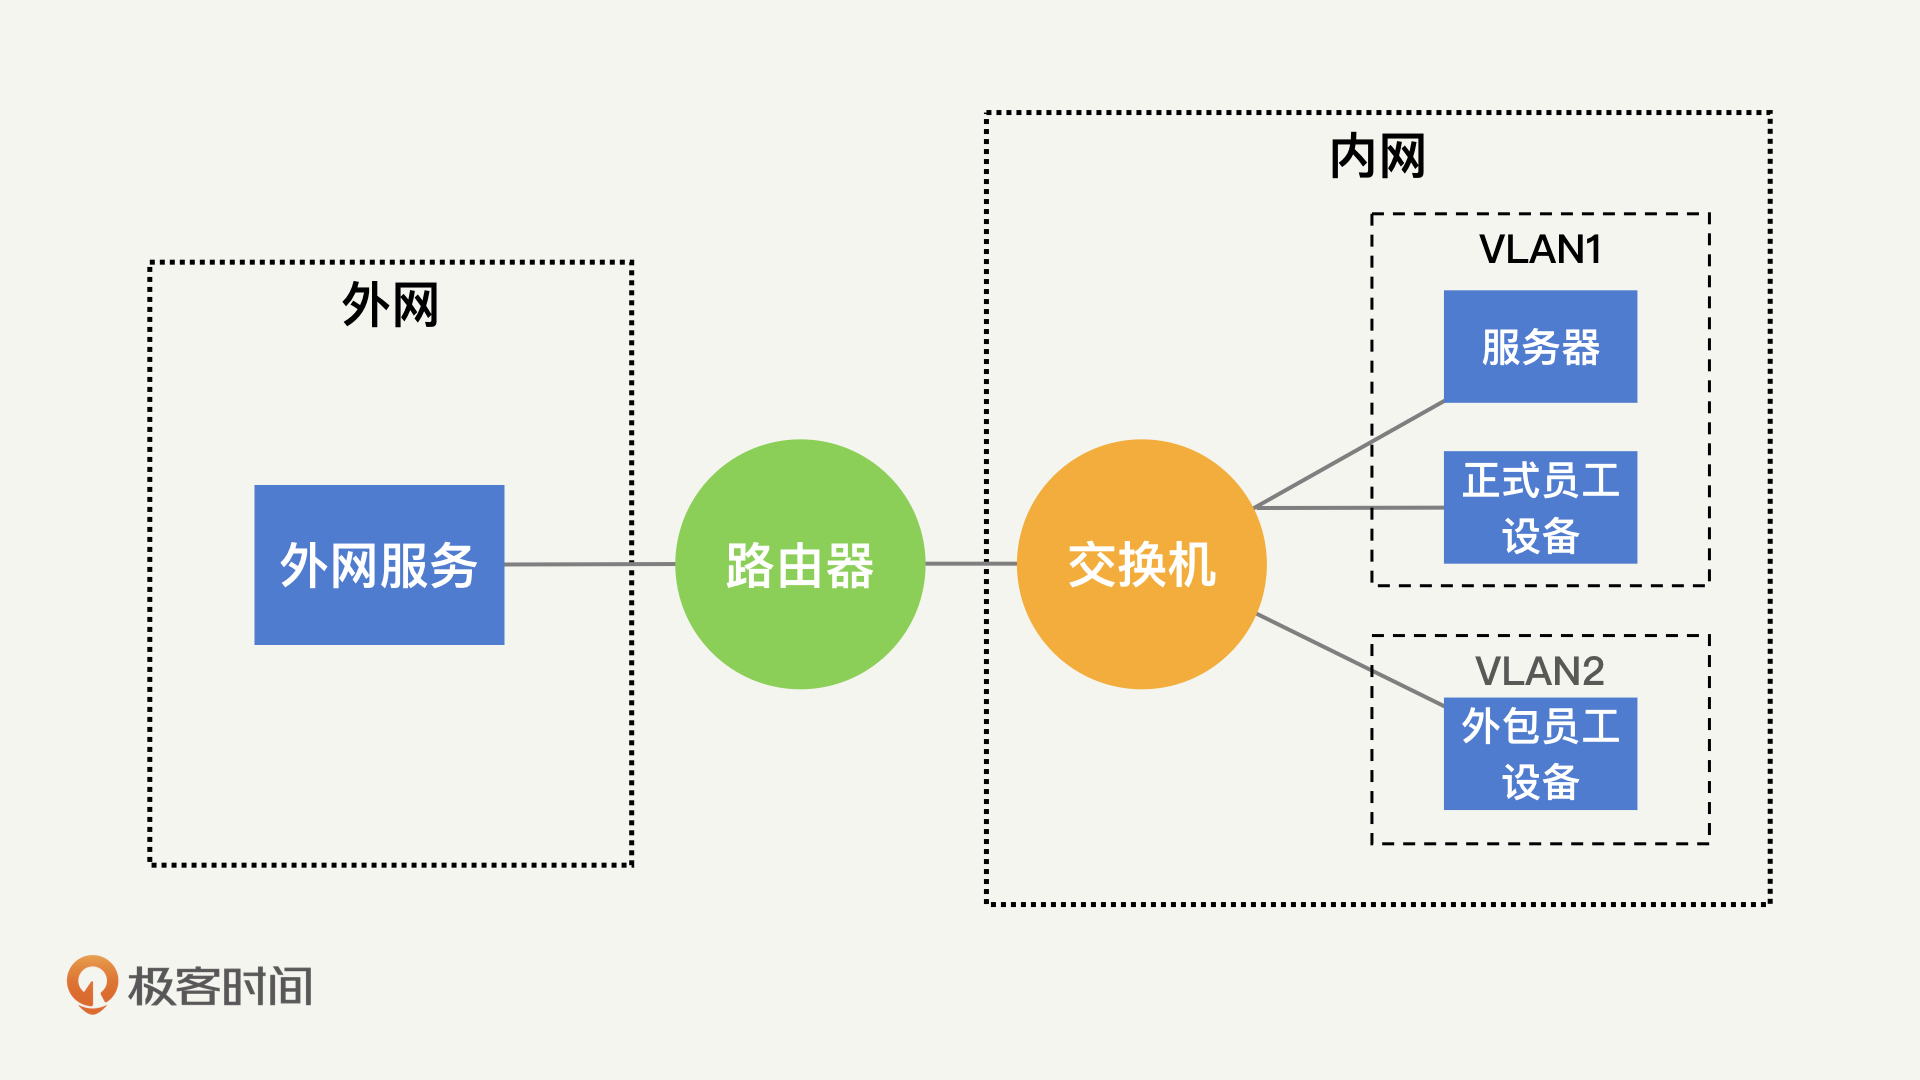 外网
外网服务
路由器
内网
交换机
VLAN1
服务器
正式员工
设备
VLAN2
外包员工
设备
极客时间